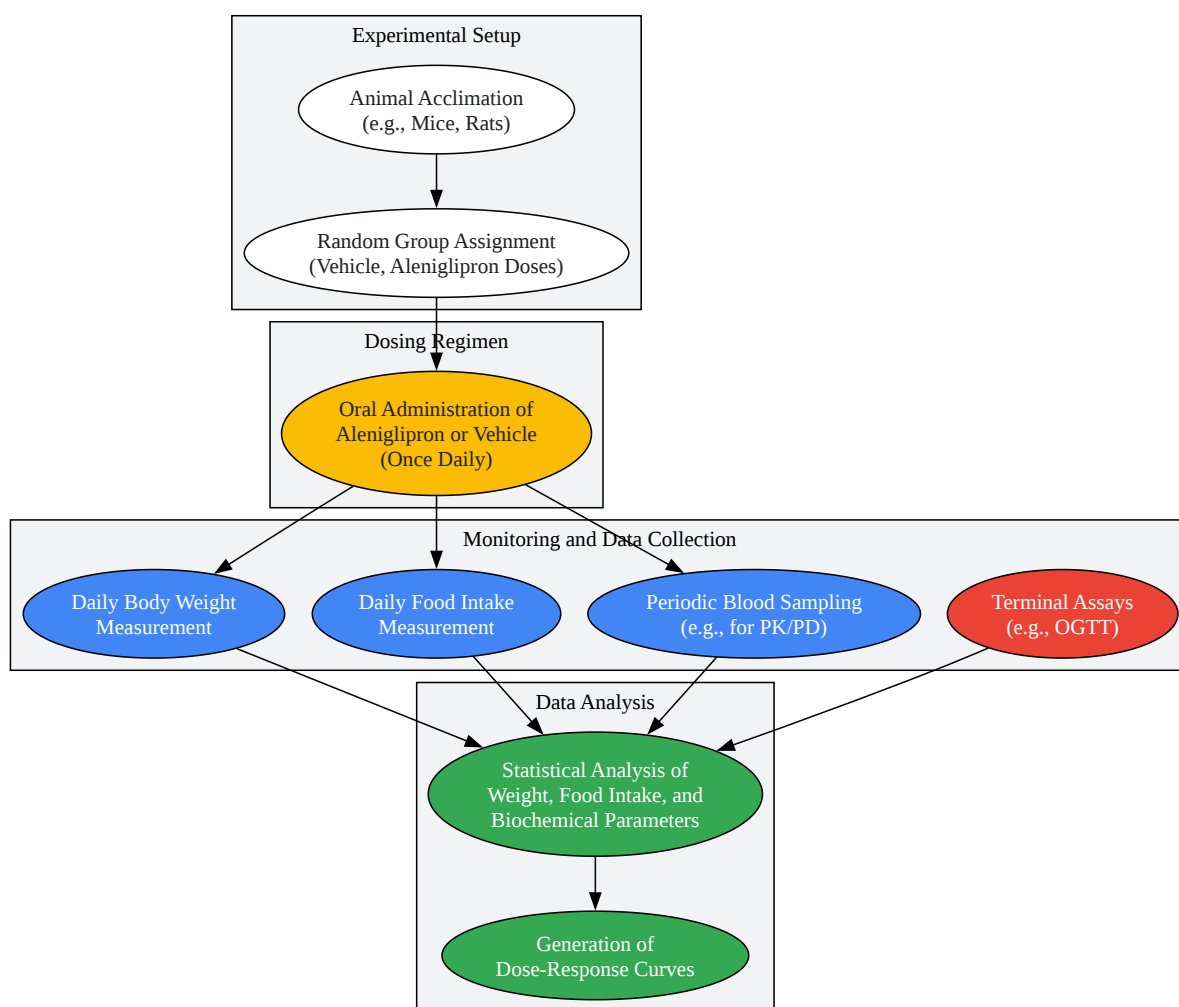 Experimental Setup
Animal Acclimation
(e.g., Mice, Rats)
Random Group Assignment
(Vehicle, Aleniglipron Doses)
Dosing Regimen
Oral Administration of
Aleniglipron or Vehicle
(Once Daily)
Monitoring and Data Collection
Daily Body Weight
Measurement
Daily Food Intake
Measurement
Periodic Blood Sampling
(e.g., for PK/PD)
Terminal Assays
(e.g., OGTT)
Data Analysis
Statistical Analysis of
Weight, Food Intake, and
Biochemical Parameters
Generation of
Dose-Response Curves